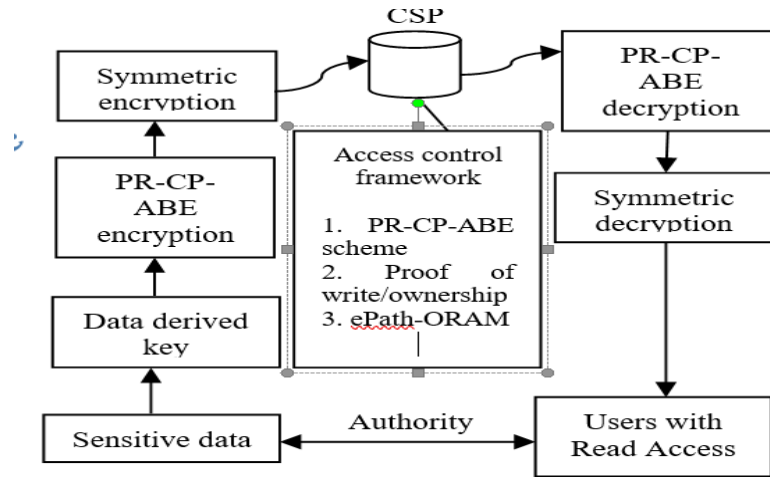 CSP
Symmetric
encryption
PR-CP-
ABE
decryption
Access control
framework
1. PR-CP-ABE
scheme
2. Proof of
write/ownership
3. ePath-ORAM
PR-CP-
ABE
encryption
Symmetric
decryption
Data derived
key
Sensitive data
Authority
Users with
Read Access